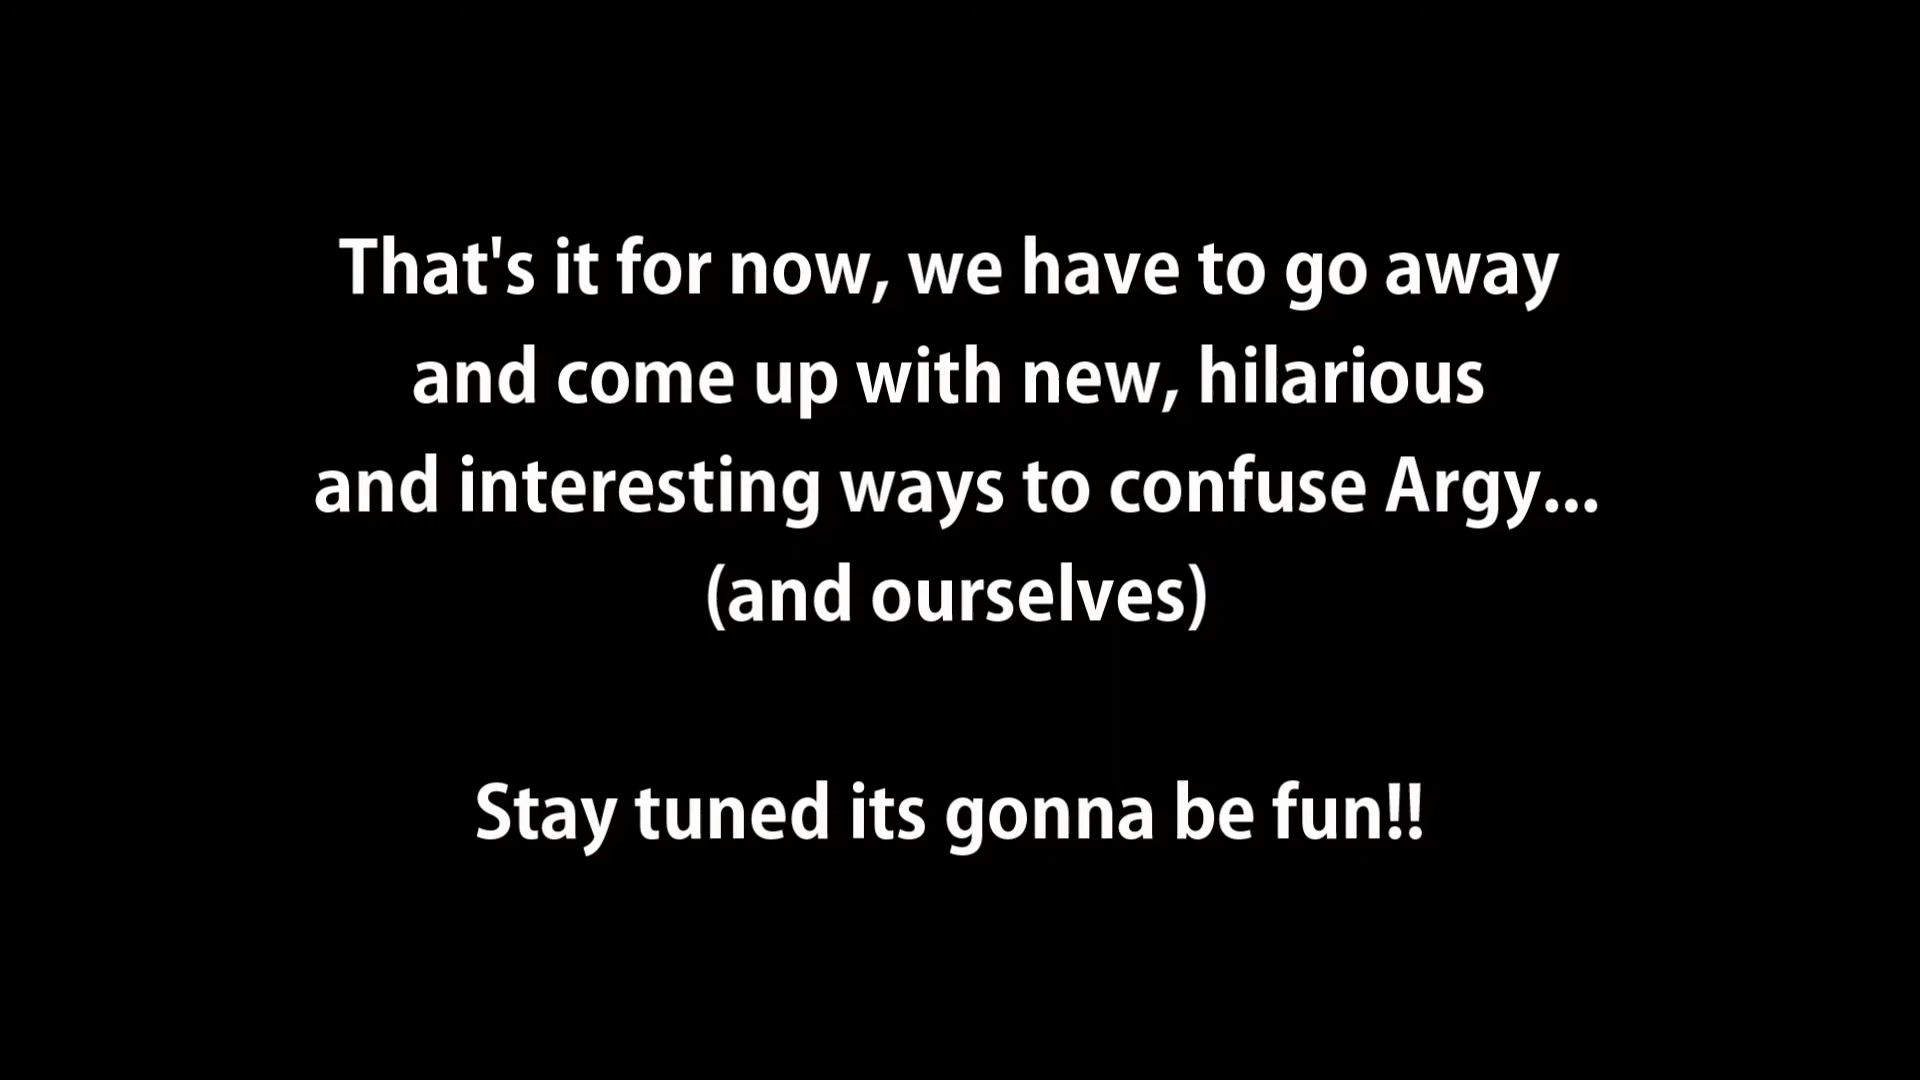 That's it for now, we have to go away
and come up with new, hilarious
and interesting ways to confuse Argy...
(and ourselves)
Stay tuned its gonna be fun!!